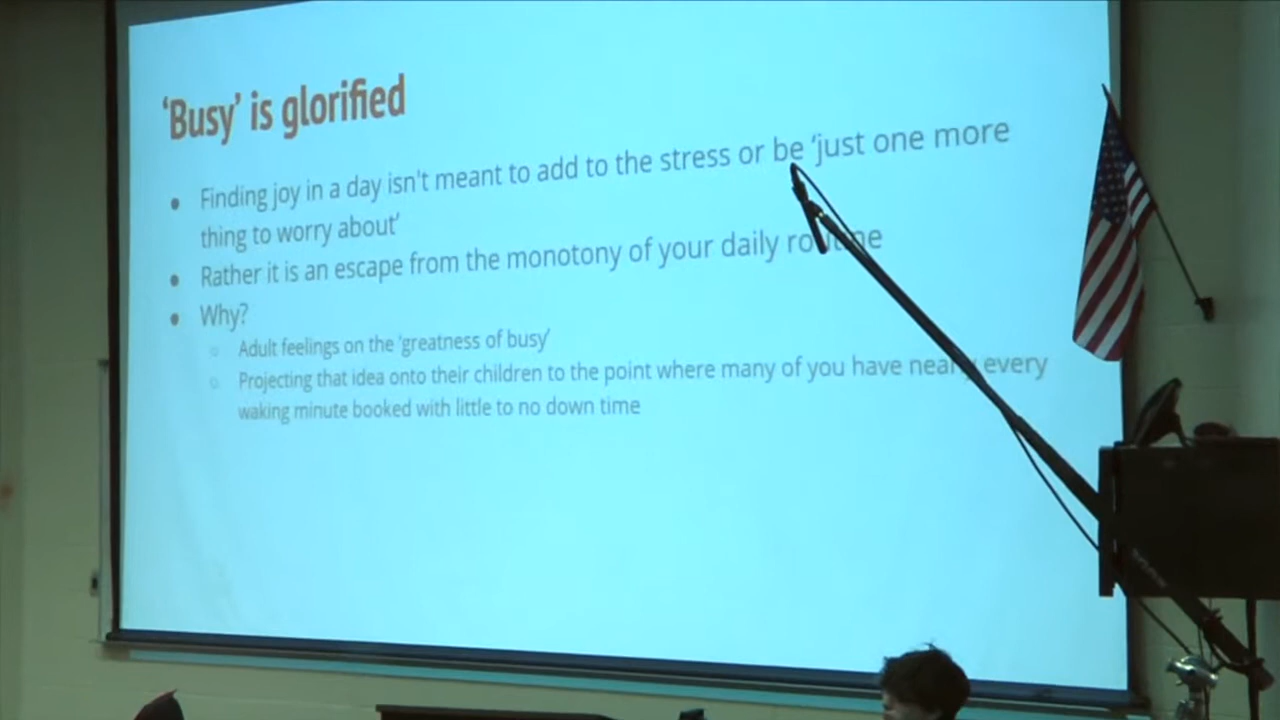 ‘Busy’ is glorified
● Finding joy in a day isn't meant to add to the stress or be ‘just one more
thing to worry about’
● Rather it is an escape from the monotony of your daily routine
● Why?
○ Adult feelings on the ‘greatness of busy’
○ Projecting that idea onto their children to the point where many of you have nearly every
waking minute booked with little to no down time